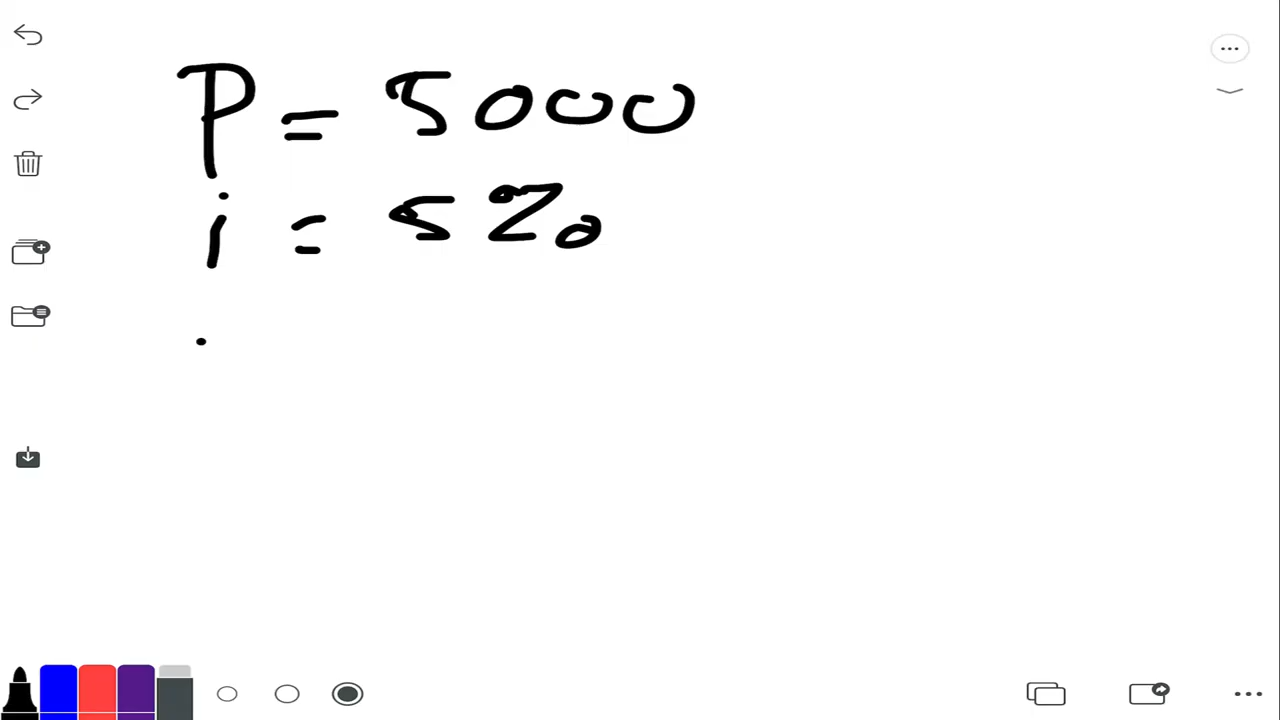 P = 5000
i = 5%